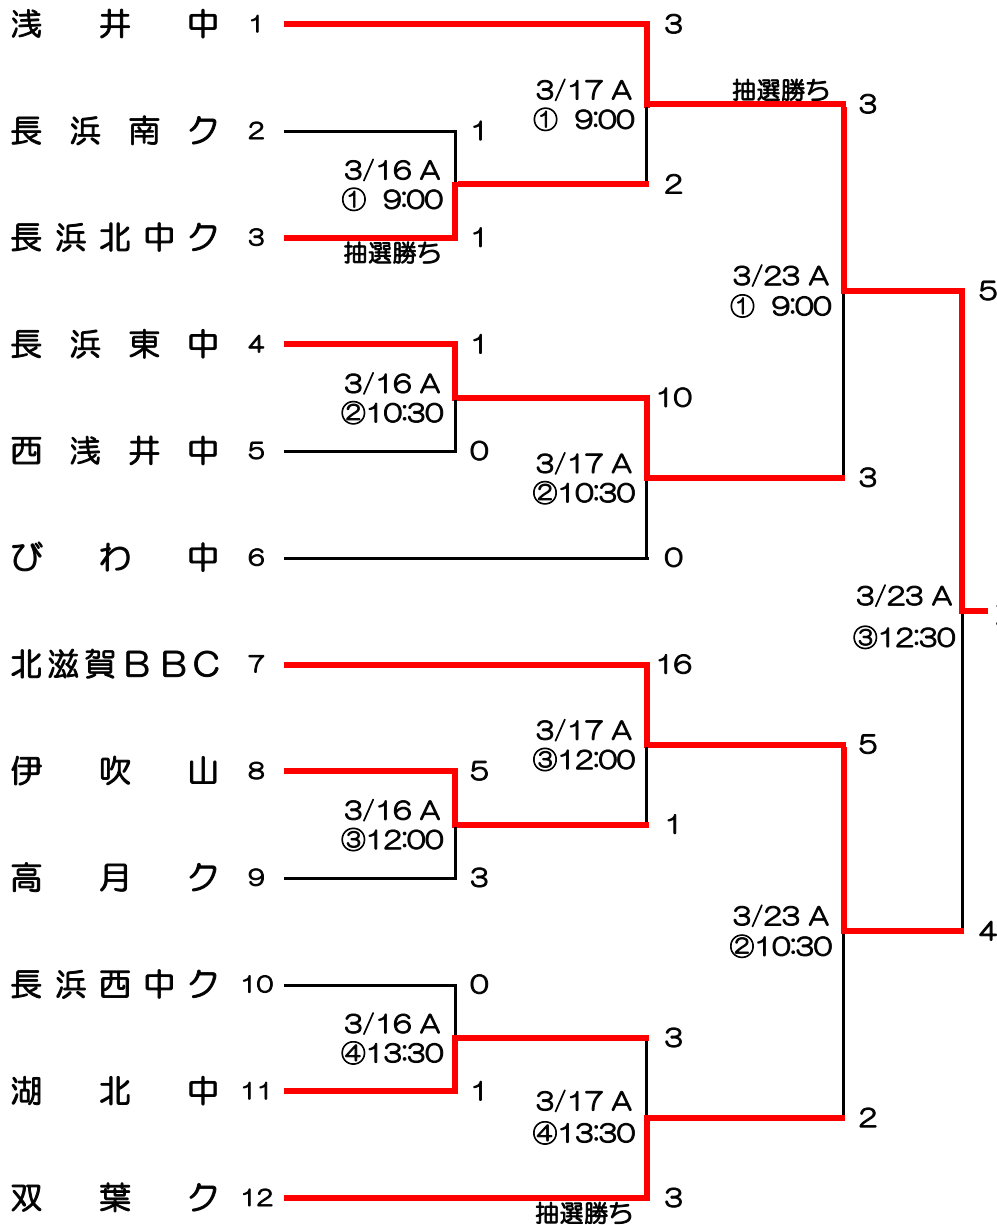 浅井中 1 3
3/17 A
① 9:00
抽選勝ち 3
長浜南ク 2 1
3/16 A
① 9:00
2
長浜北中ク 3 1
抽選勝ち
3/23 A
① 9:00
5
長浜東中 4 1
3/16 A
②10:30
10
西浅井中 5 0
3/17 A
②10:30
3
びわ中 6 0
3/23 A
③12:30
北滋賀BBC 7 16
3/17 A
③12:00
5
伊吹山 8 5
3/16 A
③12:00
1
高月ク 9 3
3/23 A
②10:30
4
長浜西中ク 10 0
3/16 A
④13:30
3
湖北中 11 1
3/17 A
④13:30
2
双葉ク 12 3
抽選勝ち